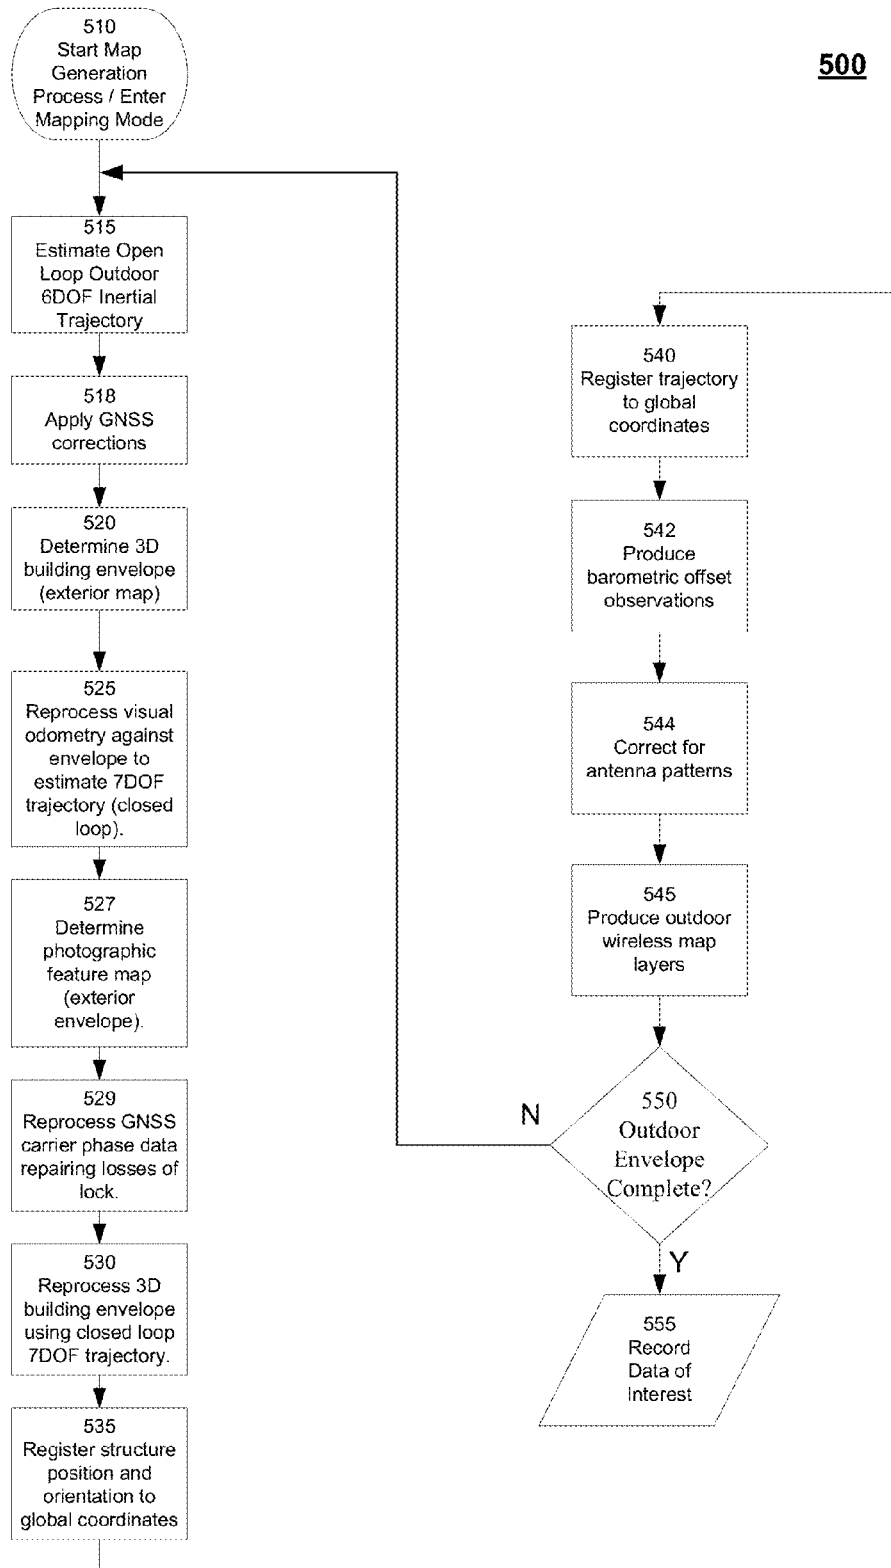 500
510
Start Map
Generation
Process / Enter
Mapping Mode
515
Estimate Open
Loop Outdoor
6DOF Inertial
Trajectory
518
Apply GNSS
corrections
520
Determine 3D
building envelope
(exterior map)
525
Reprocess visual
odometry against
envelope to
estimate 7DOF
trajectory (closed
loop).
527
Determine
photographic
feature map
(exterior
envelope).
529
Reprocess GNSS
carrier phase data
repairing losses of
lock.
530
Reprocess 3D
building envelope
using closed loop
7DOF trajectory.
535
Register structure
position and
orientation to
global coordinates
540
Register trajectory
to global
coordinates
542
Produce
barometric offset
observations
544
Correct for
antenna patterns
545
Produce outdoor
wireless map
layers
550
Outdoor
Envelope
Complete?
N
Y
555
Record
Data of
Interest